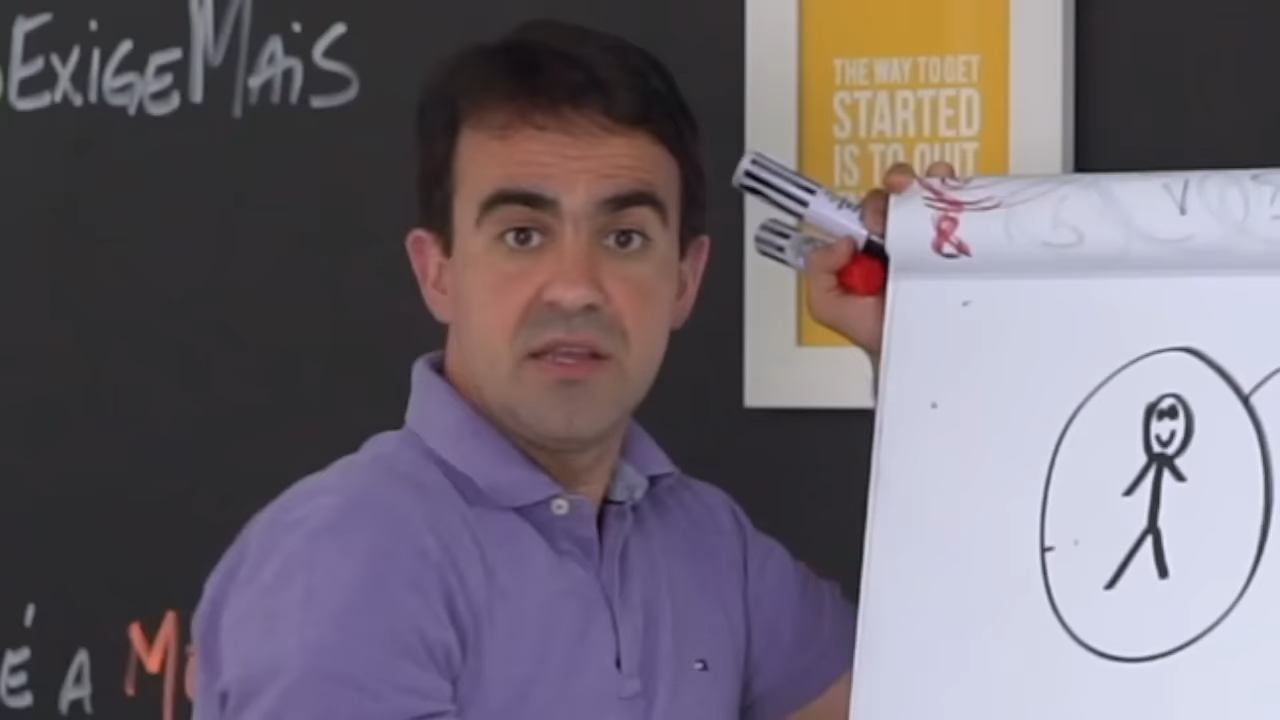 ExigeMais
THE WAY TO GET
STARTED
IS TO QUIT
&
É A